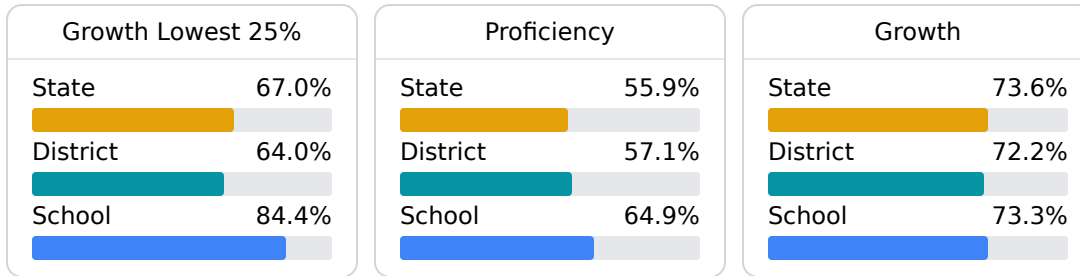 Growth Lowest 25%
State 67.0%
District 64.0%
School 84.4%
Proficiency
State 55.9%
District 57.1%
School 64.9%
Growth
State 73.6%
District 72.2%
School 73.3%